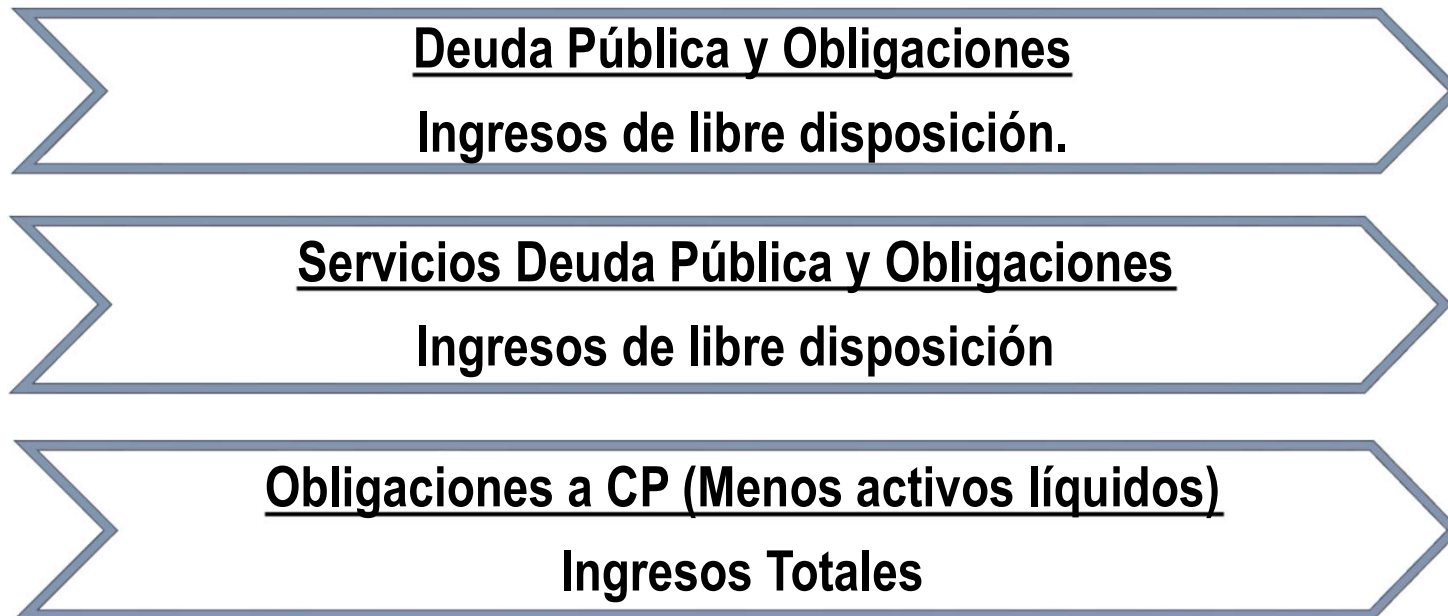 Deuda Pública y Obligaciones
Ingresos de libre disposición.
Servicios Deuda Pública y Obligaciones
Ingresos de libre disposición
Obligaciones a CP (Menos activos líquidos)
Ingresos Totales